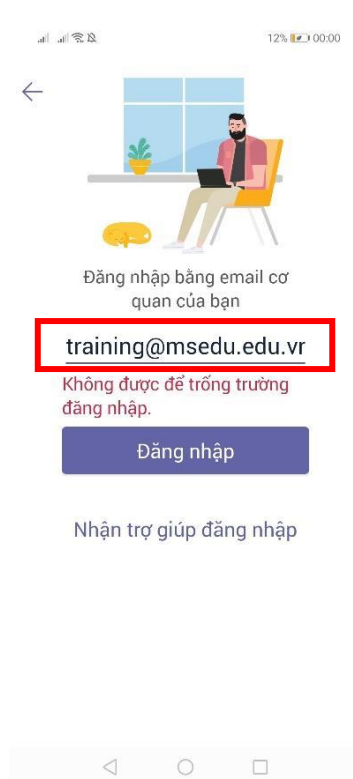 12% 00:00
Đăng nhập bằng email cơ
quan của bạn
training@msedu.edu.vr
Không được để trống trường
đăng nhập.
Đăng nhập
Nhận trợ giúp đăng nhập